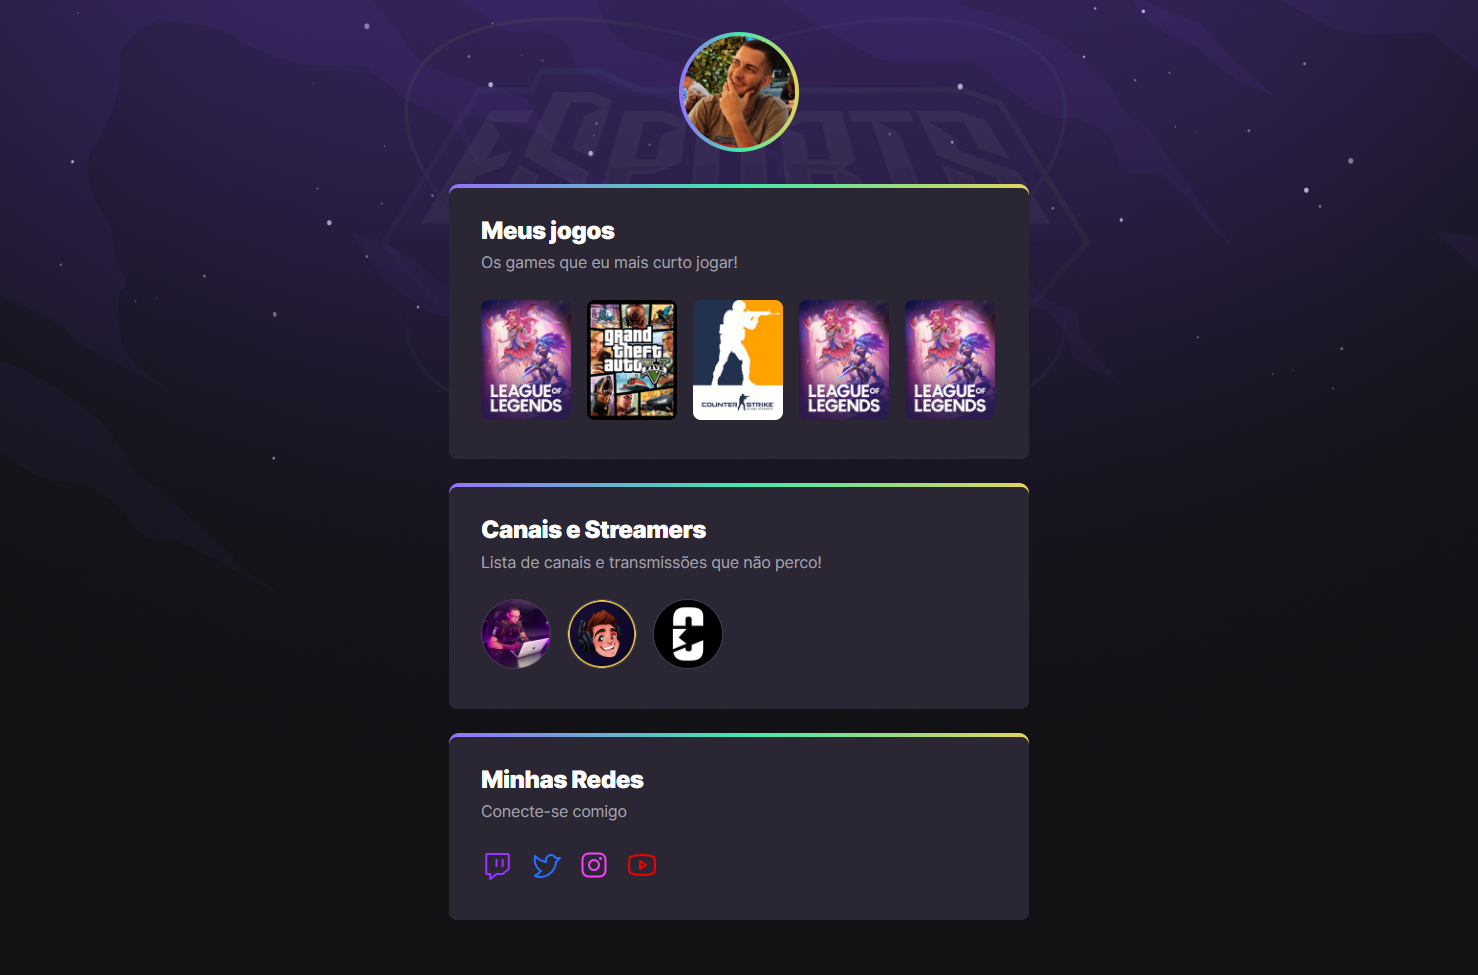 ESPORTS
Meus jogos
Os games que eu mais curto jogar!
LEAGUE OF LEGENDS
grand theft auto V FIVE
COUNTER STRIKE
LEAGUE OF LEGENDS
LEAGUE OF LEGENDS
Canais e Streamers
Lista de canais e transmissões que não perco!
Minhas Redes
Conecte-se comigo